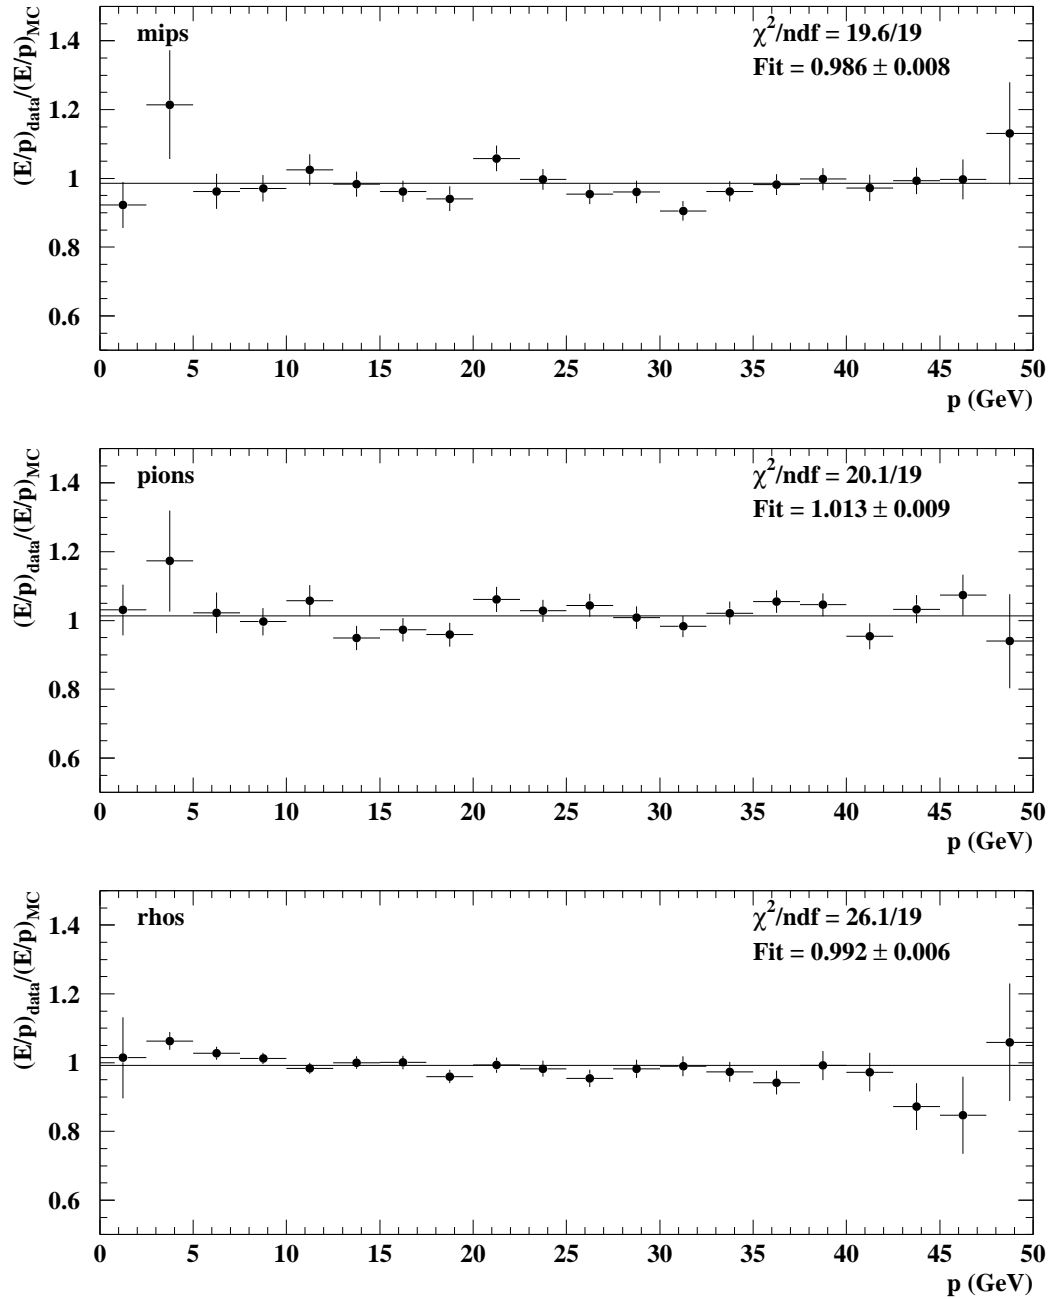 mips
χ²/ndf = 19.6/19
Fit = 0.986 ± 0.008
(E/p)data/(E/p)MC
1.4
1.2
1
0.8
0.6
0 5 10 15 20 25 30 35 40 45 50
p (GeV)
pions
χ²/ndf = 20.1/19
Fit = 1.013 ± 0.009
(E/p)data/(E/p)MC
1.4
1.2
1
0.8
0.6
0 5 10 15 20 25 30 35 40 45 50
p (GeV)
rhos
χ²/ndf = 26.1/19
Fit = 0.992 ± 0.006
(E/p)data/(E/p)MC
1.4
1.2
1
0.8
0.6
0 5 10 15 20 25 30 35 40 45 50
p (GeV)